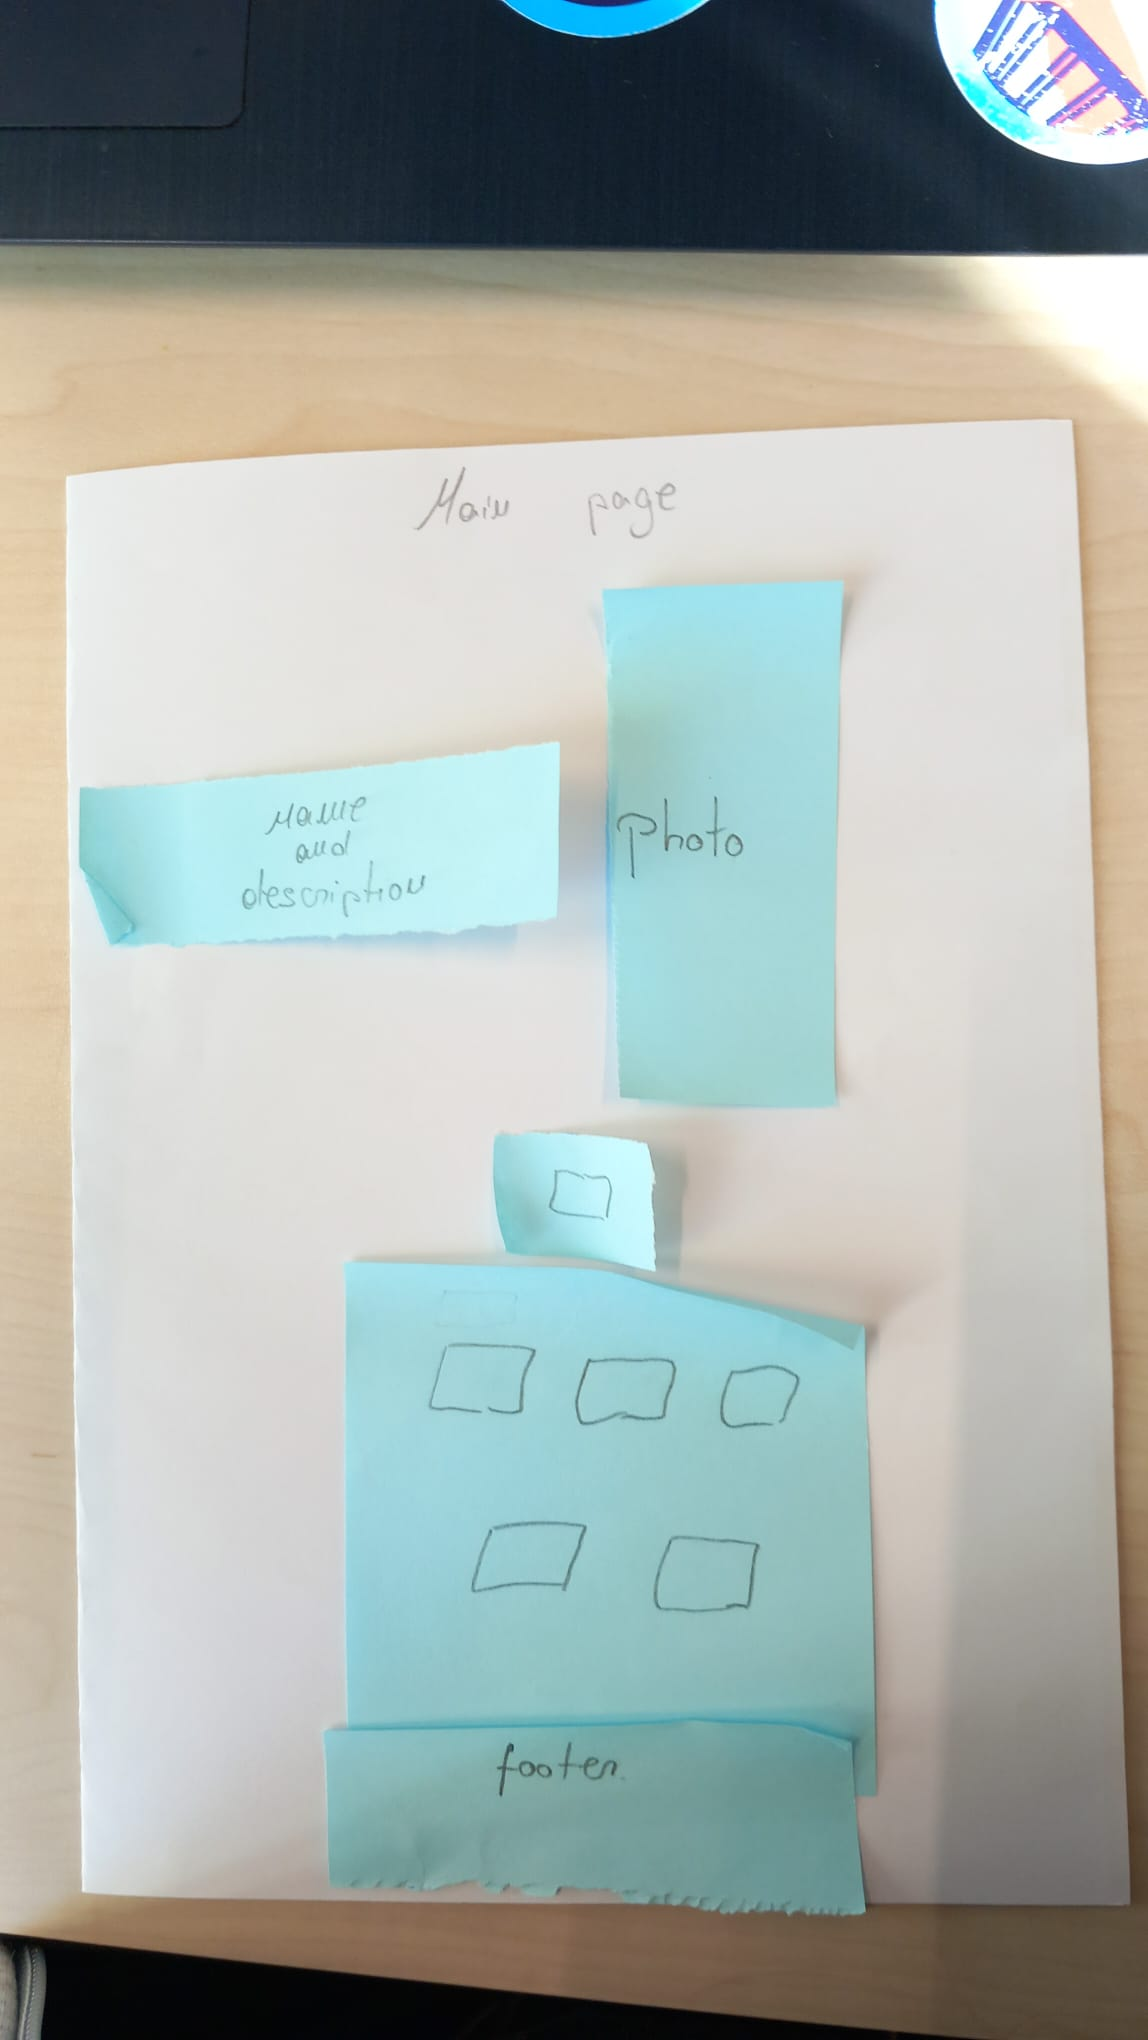 Main page
name
and
description
photo
footer.